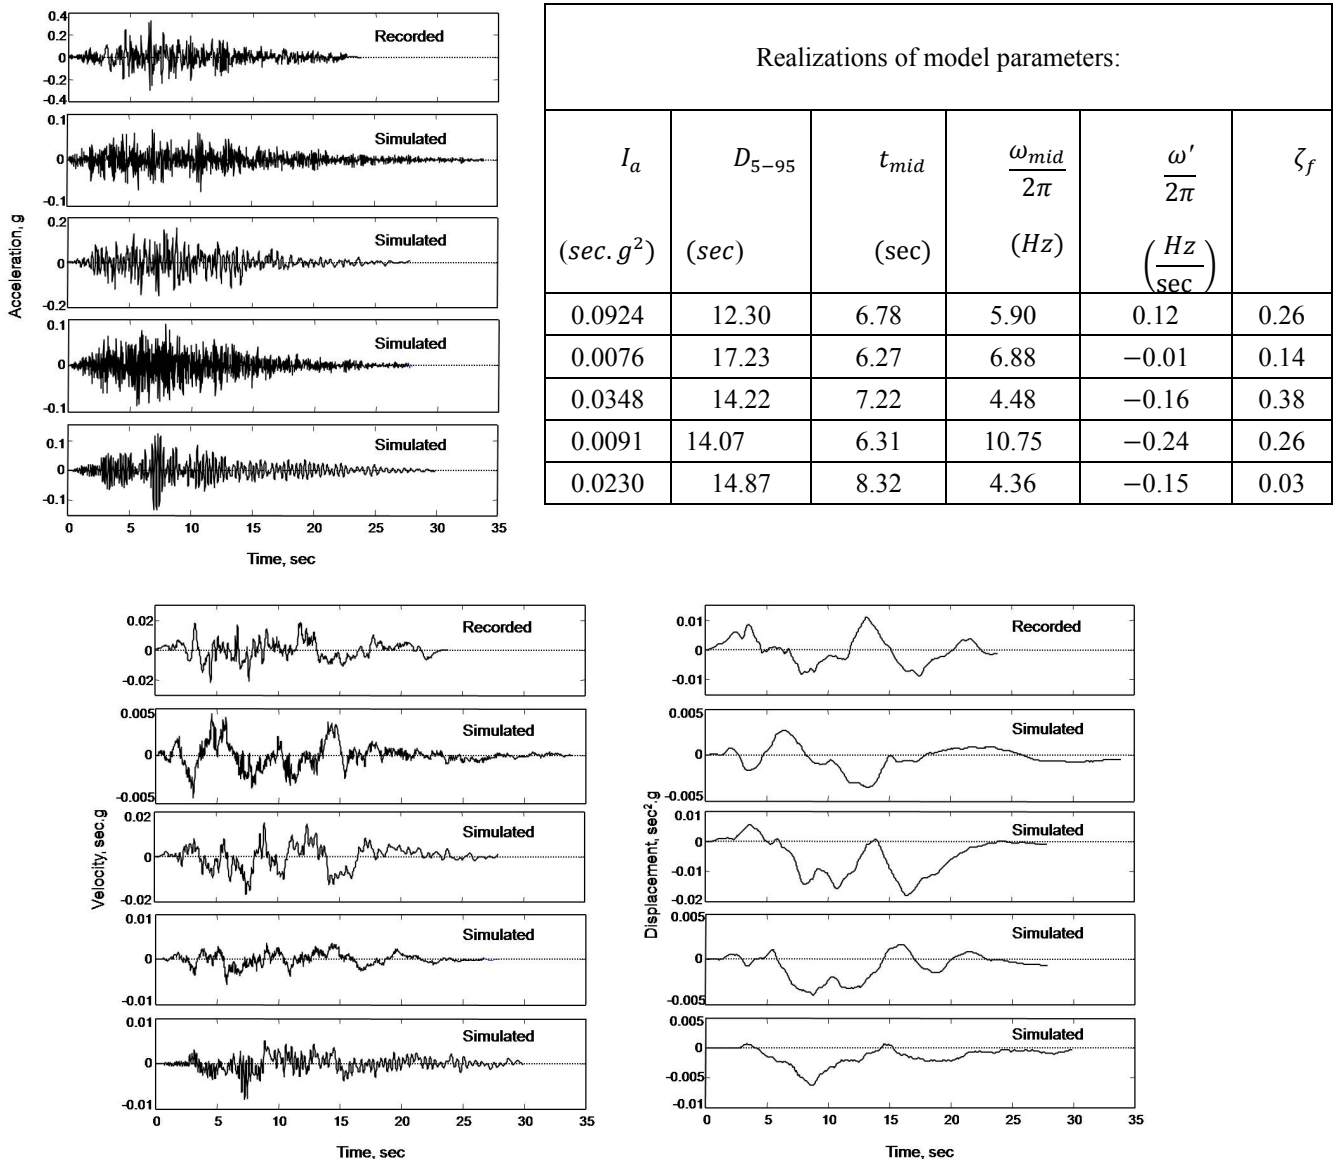 0.4
0.2
0
-0.2
-0.4
Recorded
0.1
0
-0.1
Simulated
0.2
0
-0.2
Simulated
0.1
0
-0.1
Simulated
0.1
0
-0.1
Simulated
0 5 10 15 20 25 30 35
Time, sec
Acceleration, g
Realizations of model parameters:
I_a D_{5−95} t_{mid} ω_{mid}/2π ω′/2π ζ_f
(sec. g²) (sec) (sec) (Hz) (Hz/sec)
0.0924 12.30 6.78 5.90 0.12 0.26
0.0076 17.23 6.27 6.88 −0.01 0.14
0.0348 14.22 7.22 4.48 −0.16 0.38
0.0091 14.07 6.31 10.75 −0.24 0.26
0.0230 14.87 8.32 4.36 −0.15 0.03
0.02
0
-0.02
Recorded
0.005
0
-0.005
Simulated
0.02
0
-0.02
Simulated
0.01
0
-0.01
Simulated
0.01
0
-0.01
Simulated
0 5 10 15 20 25 30 35
Time, sec
Velocity, sec.g
0.01
0
-0.01
Recorded
0.005
0
-0.005
Simulated
0.01
0
-0.01
-0.02
Simulated
0.005
0
-0.005
Simulated
0.005
0
-0.005
-0.01
Simulated
0 5 10 15 20 25 30 35
Time, sec
Displacement, sec².g